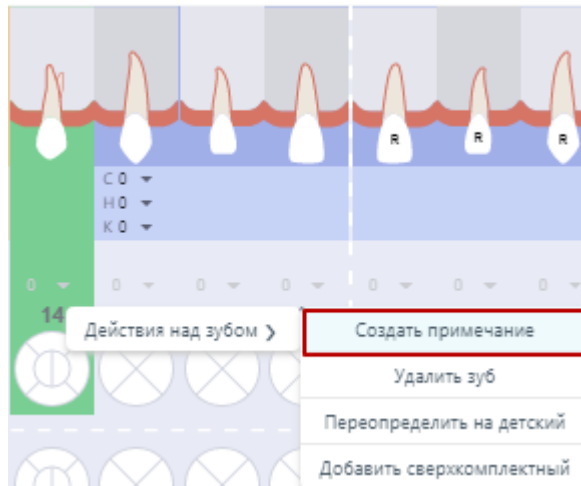 R R R
С 0
Н 0
К 0
0 0 0 0 0 0 0
14
Действия над зубом
Создать примечание
Удалить зуб
Переопределить на детский
Добавить сверхкомплектный